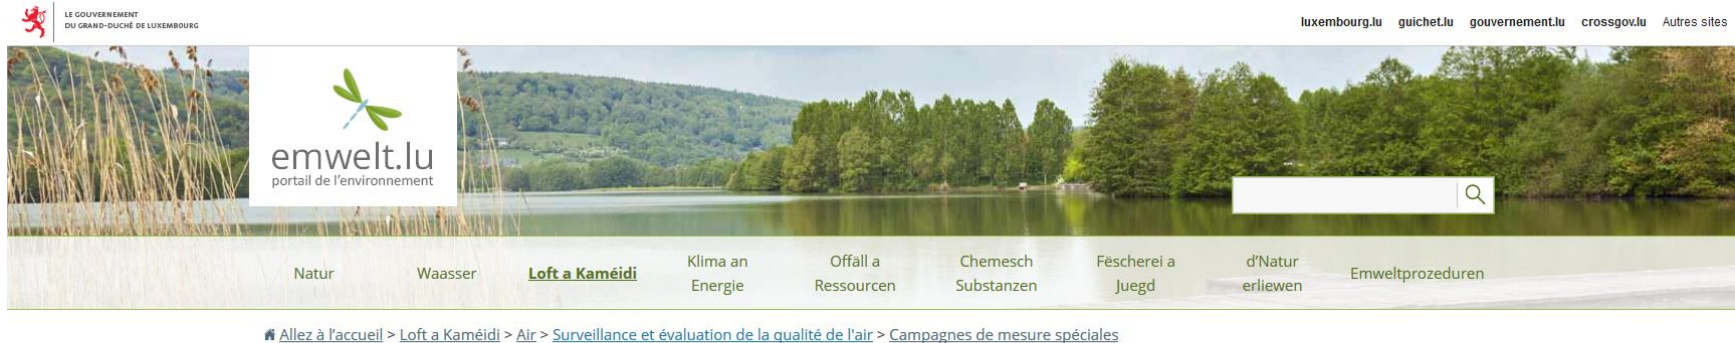 LE GOUVERNEMENT
DU GRAND-DUCHÉ DE LUXEMBOURG
luxembourg.lu guichet.lu gouvernement.lu crossgov.lu Autres sites
emwelt.lu
portail de l'environnement
Natur
Waasser
Loft a Kaméidi
Klima an
Energie
Offäll a
Ressourcen
Chemesch
Substanzen
Fëscherei a
Juegd
d'Natur
erliewen
Emweltprozeduren
Allez à l'accueil > Loft a Kaméidi > Air > Surveillance et évaluation de la qualité de l'air > Campagnes de mesure spéciales